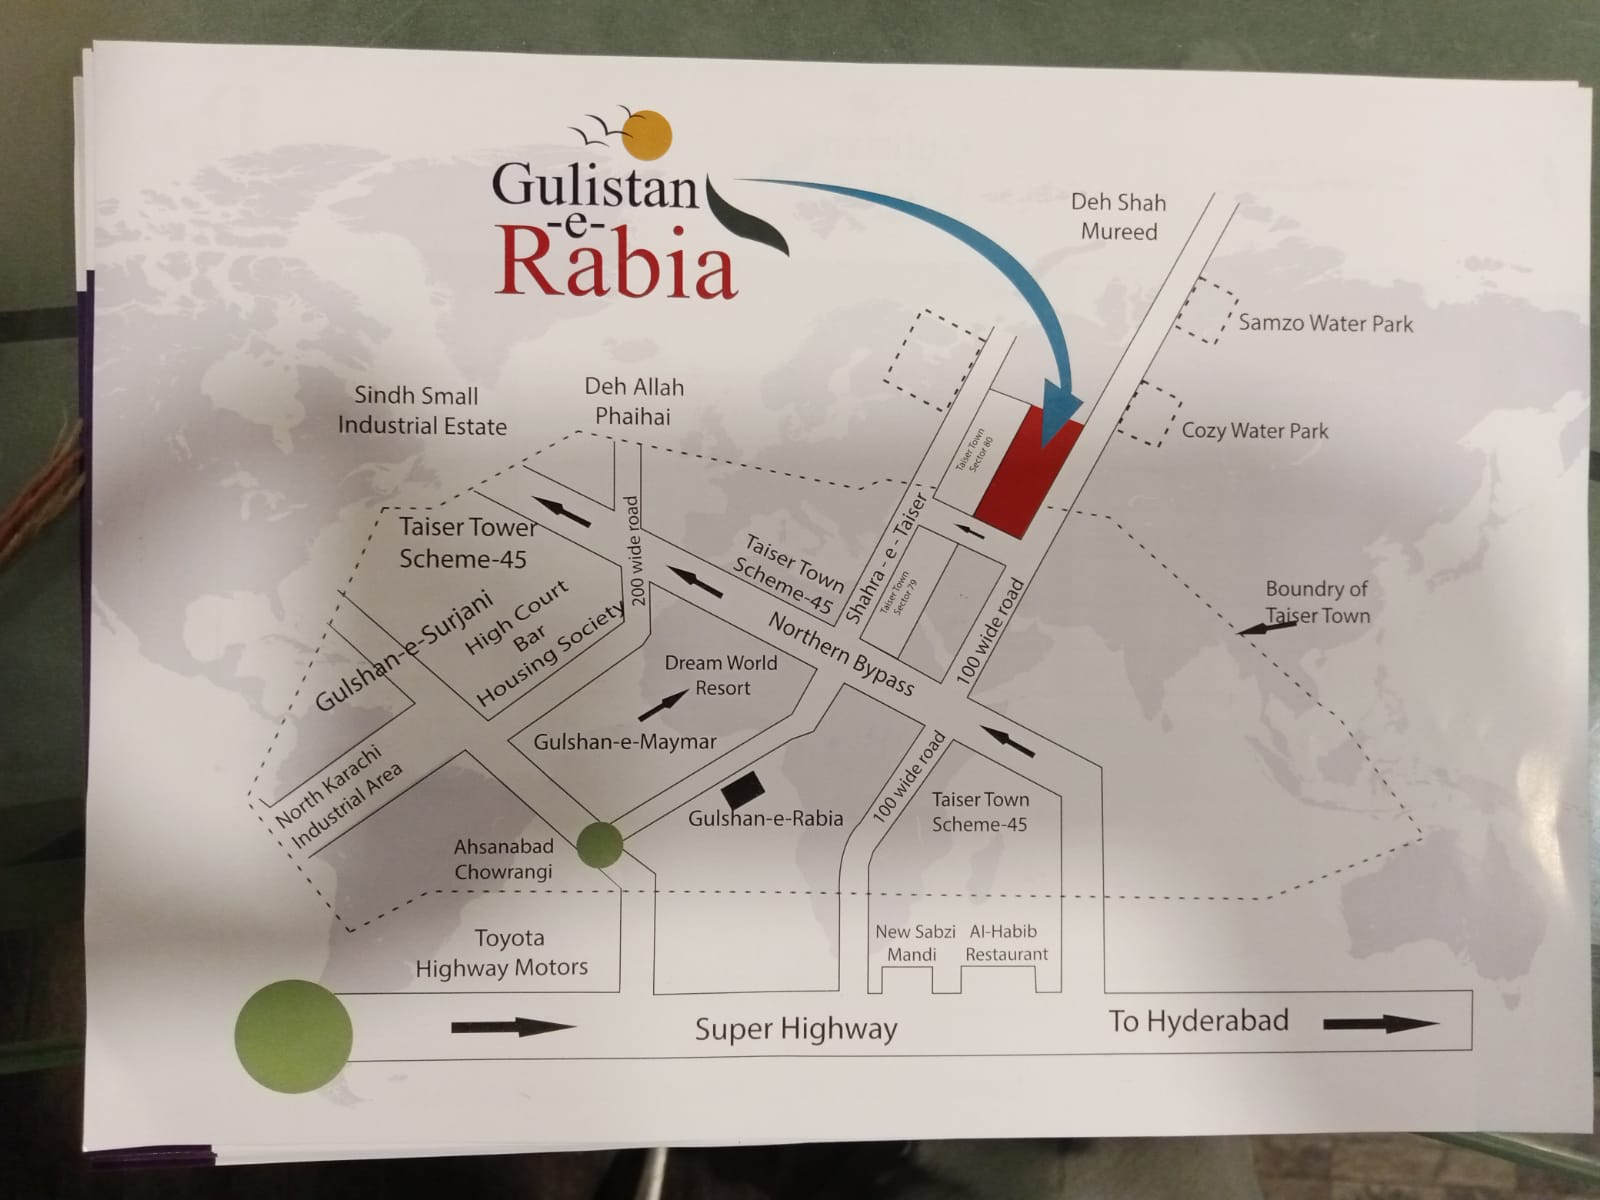 Gulistan
-e-
Rabia
Deh Shah
Mureed
Samzo Water Park
Cozy Water Park
Sindh Small
Industrial Estate
Deh Allah
Phaihai
Taiser Town
Sector 80
Taiser Tower
Scheme-45
200 wide road
Taiser Town
Scheme-45
Shahra - e - Taiser
Taiser Town
Sector 79
100 wide road
Boundry of
Taiser Town
Gulshan-e-Surjani
High Court
Bar
Housing Society
Northern Bypass
Dream World
Resort
Gulshan-e-Maymar
North Karachi
Industrial Area
Gulshan-e-Rabia
100 wide road
Taiser Town
Scheme-45
Ahsanabad
Chowrangi
Toyota
Highway Motors
New Sabzi
Mandi
Al-Habib
Restaurant
Super Highway
To Hyderabad